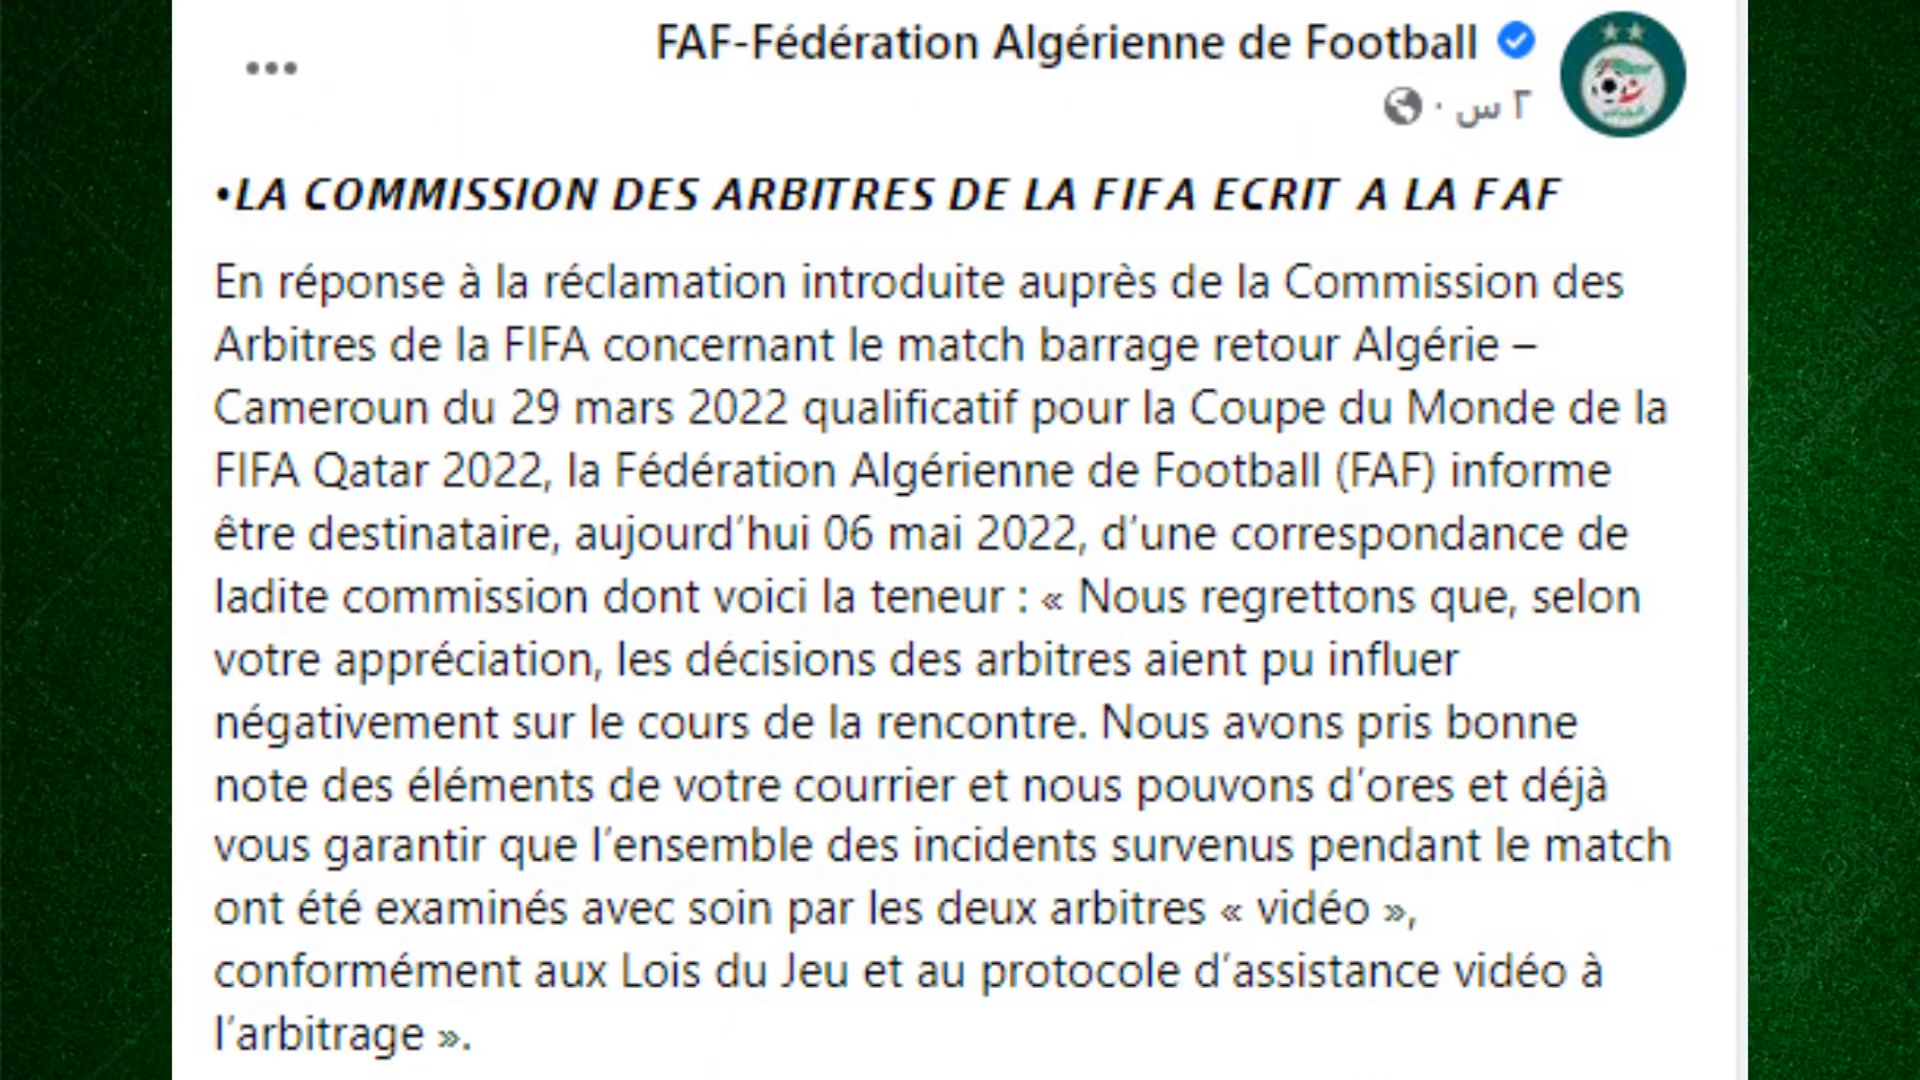 FAF-Fédération Algérienne de Football
٢ س ·
•LA COMMISSION DES ARBITRES DE LA FIFA ECRIT A LA FAF
En réponse à la réclamation introduite auprès de la Commission des
Arbitres de la FIFA concernant le match barrage retour Algérie –
Cameroun du 29 mars 2022 qualificatif pour la Coupe du Monde de la
FIFA Qatar 2022, la Fédération Algérienne de Football (FAF) informe
être destinataire, aujourd’hui 06 mai 2022, d’une correspondance de
ladite commission dont voici la teneur : « Nous regrettons que, selon
votre appréciation, les décisions des arbitres aient pu influer
négativement sur le cours de la rencontre. Nous avons pris bonne
note des éléments de votre courrier et nous pouvons d’ores et déjà
vous garantir que l’ensemble des incidents survenus pendant le match
ont été examinés avec soin par les deux arbitres « vidéo »,
conformément aux Lois du Jeu et au protocole d’assistance vidéo à
l’arbitrage ».